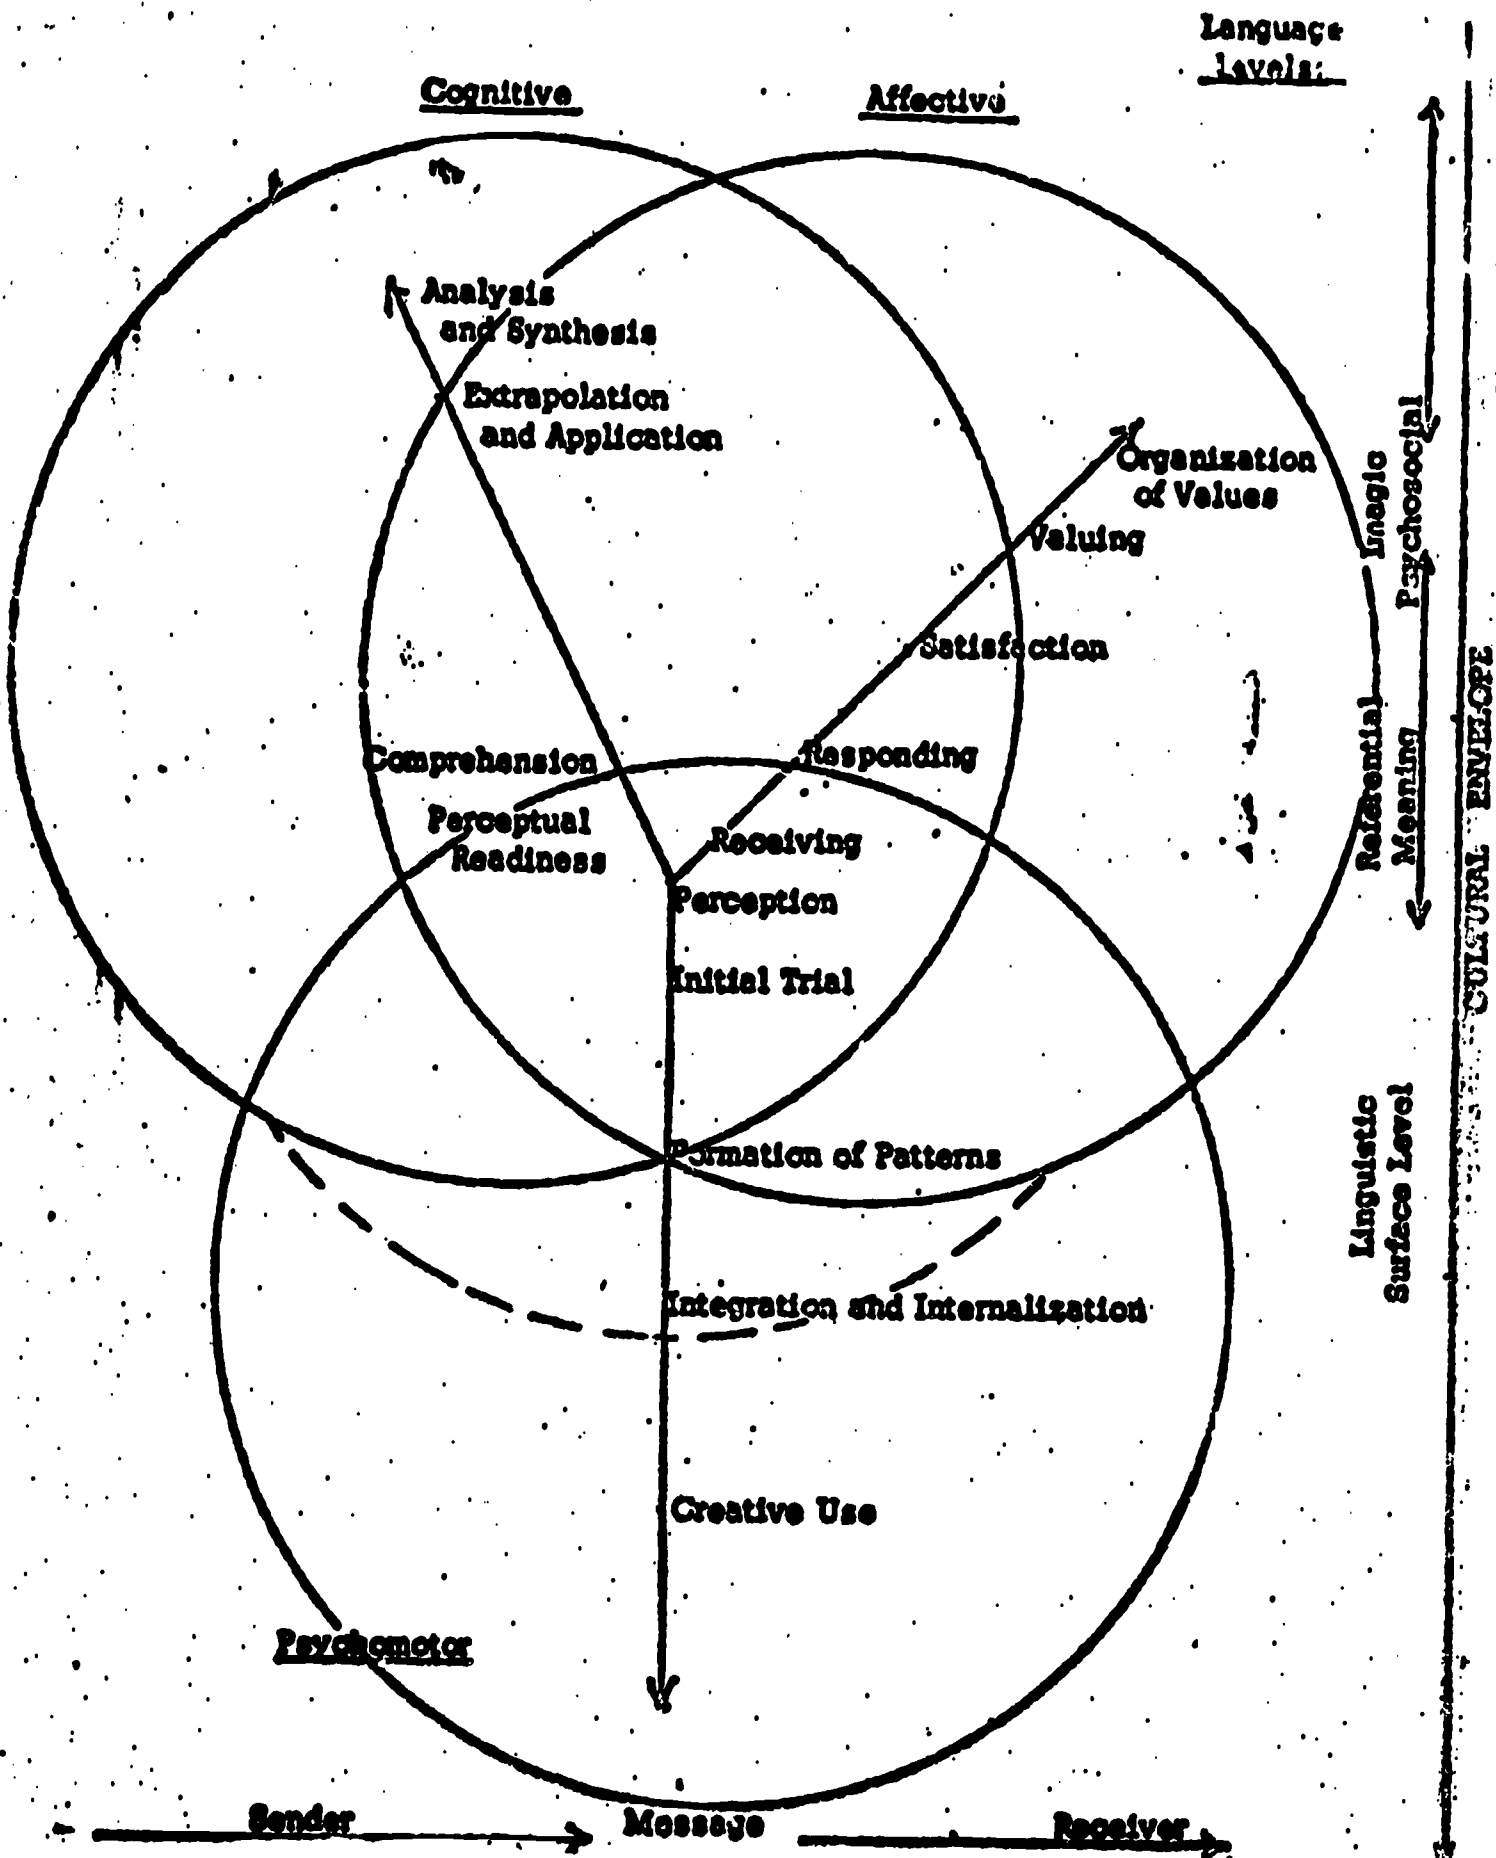 Language
Levels:
Cognitive
Affective
Analysis
and Synthesis
Extrapolation
and Application
Organization
of Values
Valuing
Satisfaction
Responding
Comprehension
Perceptual
Readiness
Receiving
Perception
Initial Trial
Formation of Patterns
Integration and Internalization
Creative Use
Psychomotor
Imagic
Psychosocial
Referential
Meaning
Linguistic
Surface Level
CULTURAL ENVELOPE
Sender
Message
Receiver